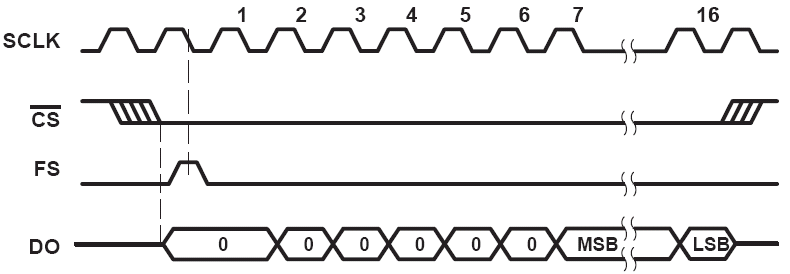 1 2 3 4 5 6 7 16
SCLK
CS
FS
DO 0 0 0 0 0 0 MSB LSB